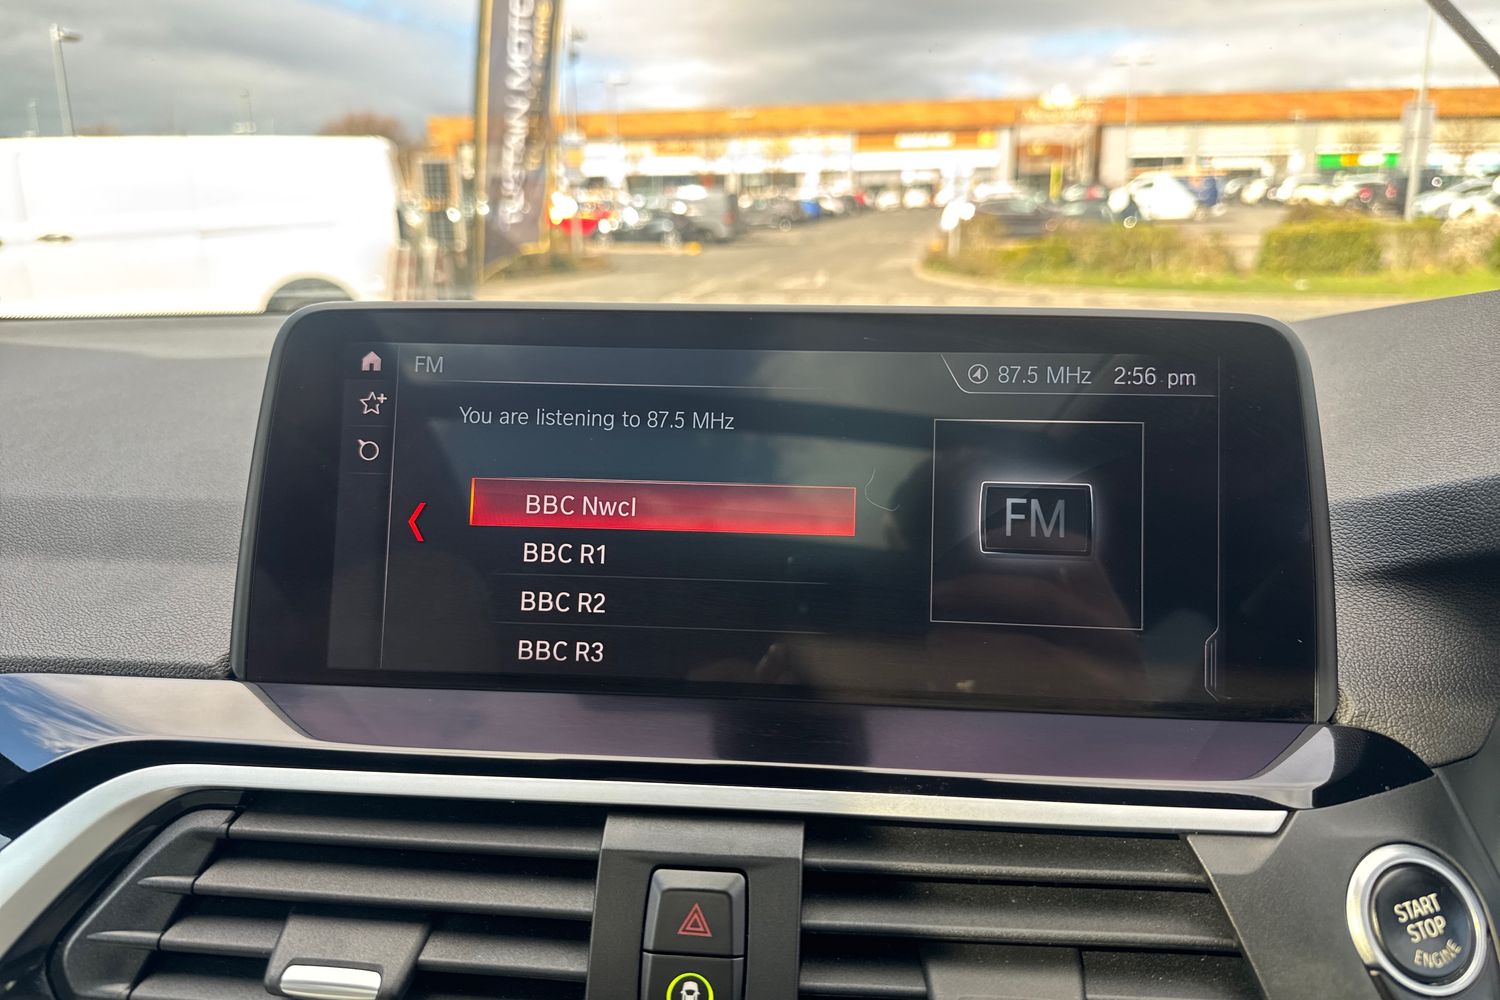 FM
87.5 MHz 2:56 pm
You are listening to 87.5 MHz
BBC Nwcl
BBC R1
BBC R2
BBC R3
FM
START
STOP
ENGINE